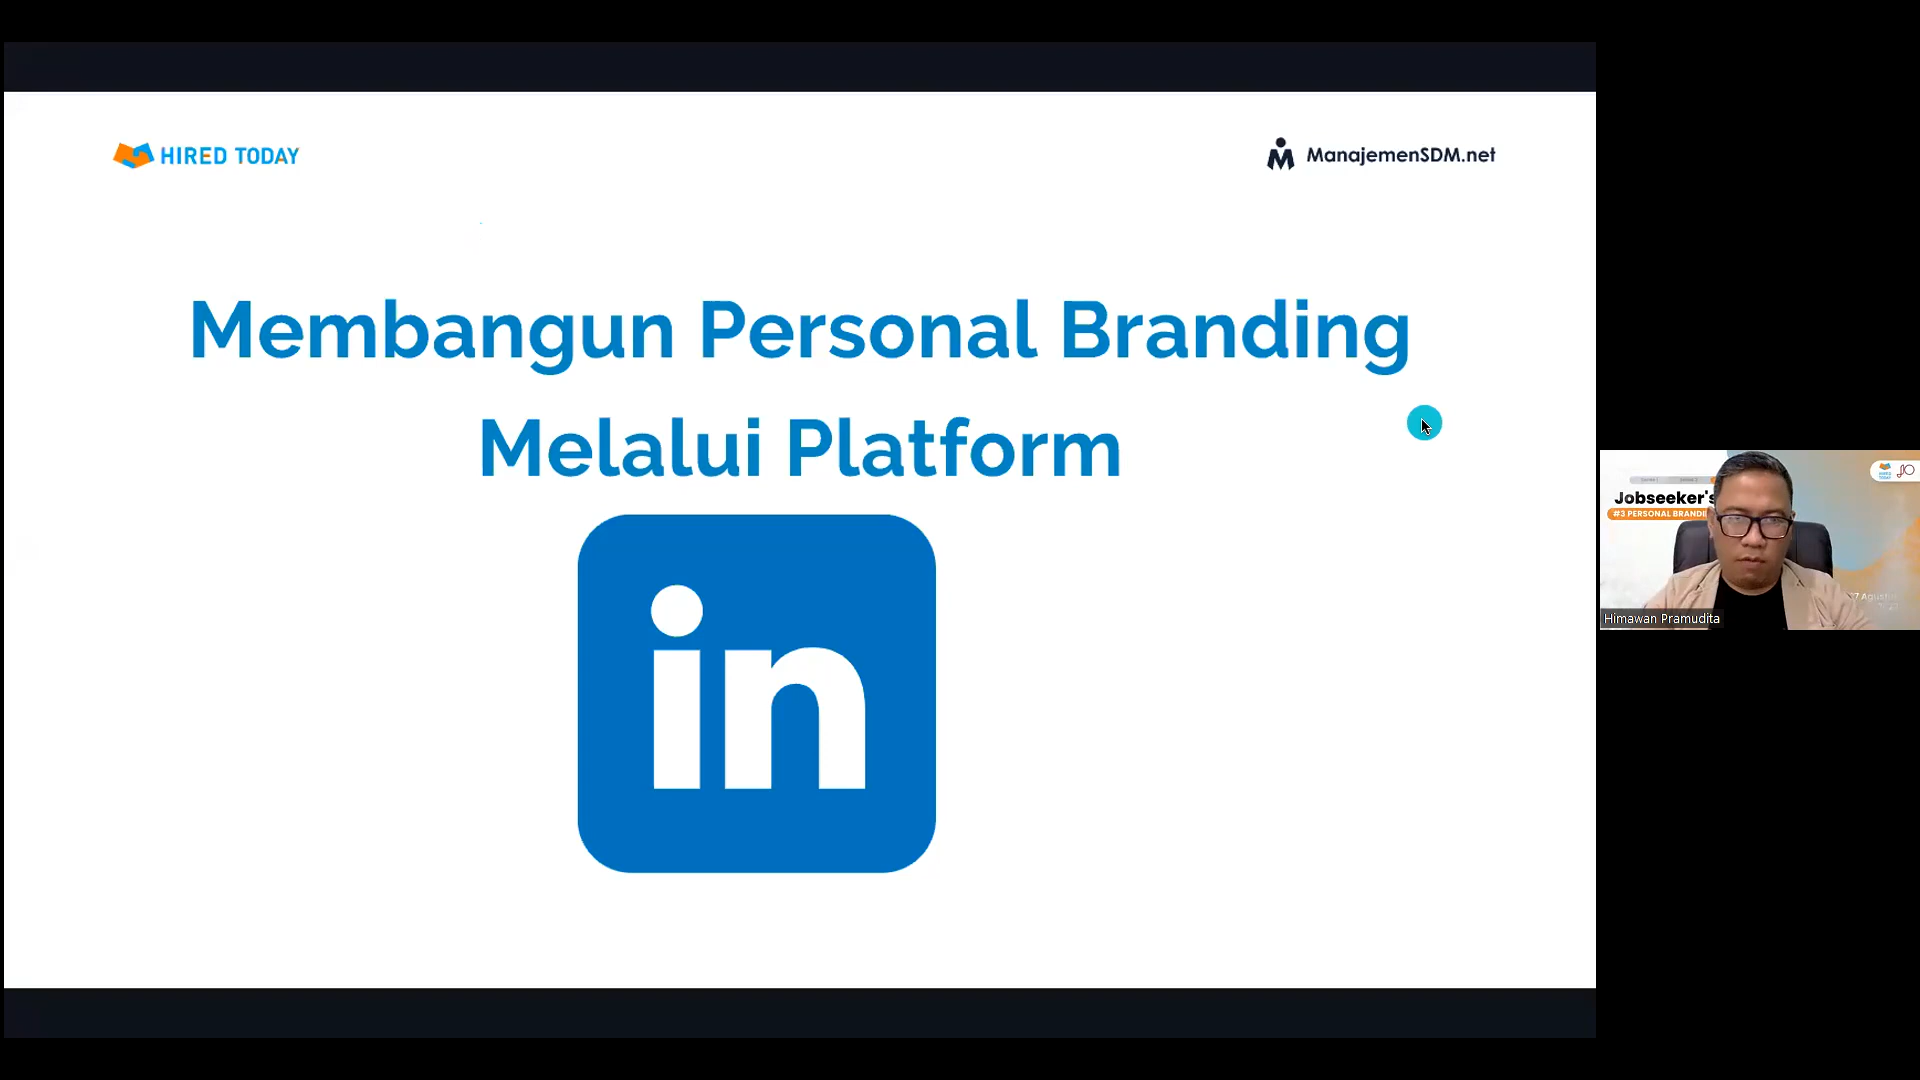 HIRED TODAY
ManajemenSDM.net
Membangun Personal Branding
Melalui Platform
in
Jobseeker's
#3 PERSONAL BRANDI
Himawan Pramudita